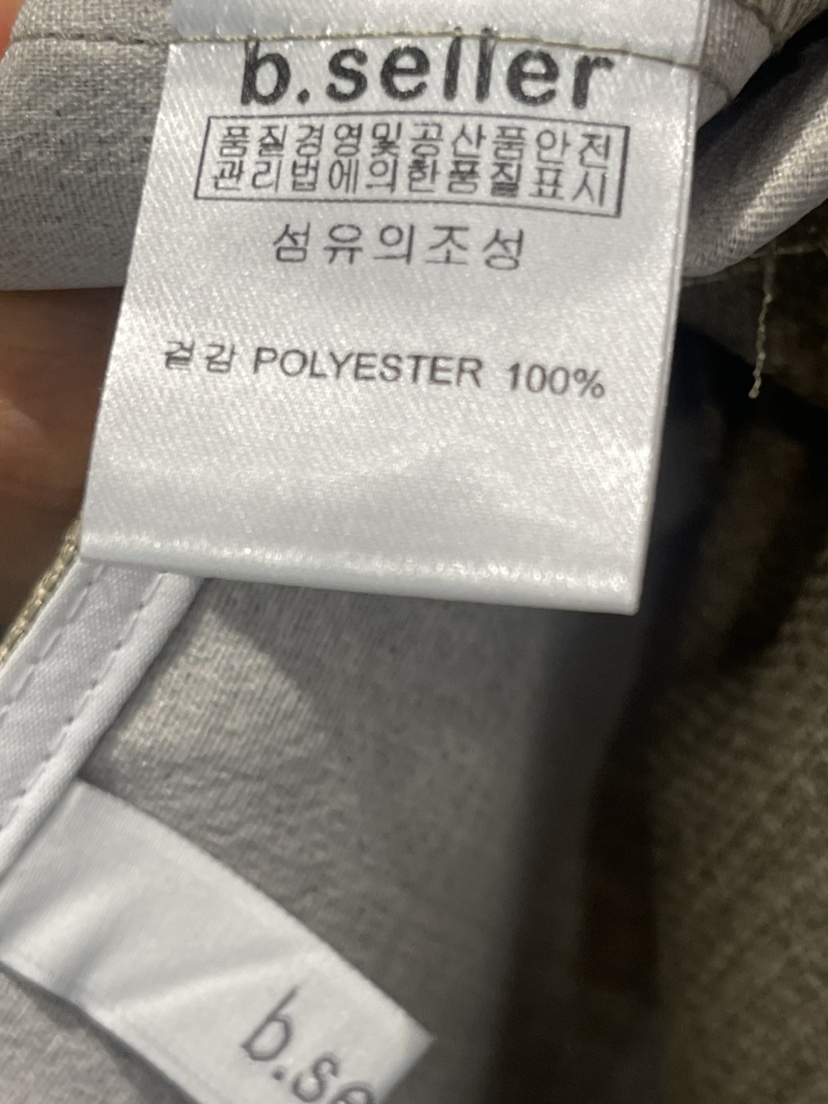 b.seller
품질경영및공산품안전
관리법에의한품질표시
섬유의조성
겉감 POLYESTER 100%
b.se